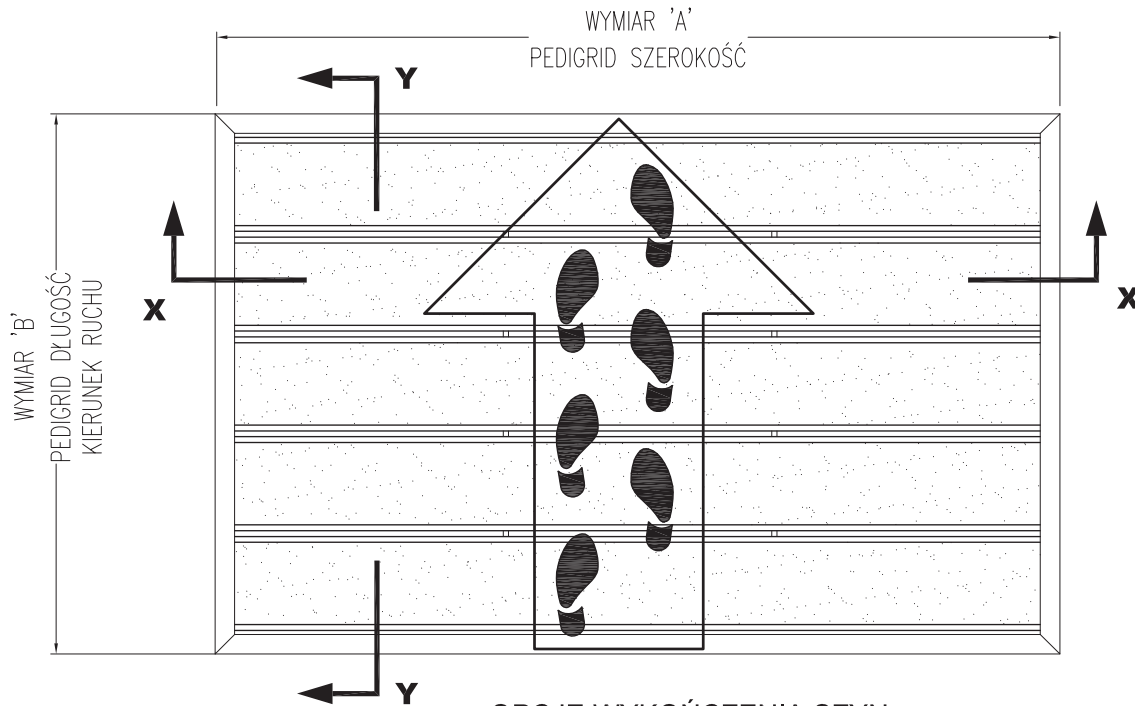 WYMIAR 'A'
PEDIGRID SZEROKOŚĆ
Y
X
X
WYMIAR 'B'
PEDIGRID DŁUGOŚĆ
KIERUNEK RUCHU
Y